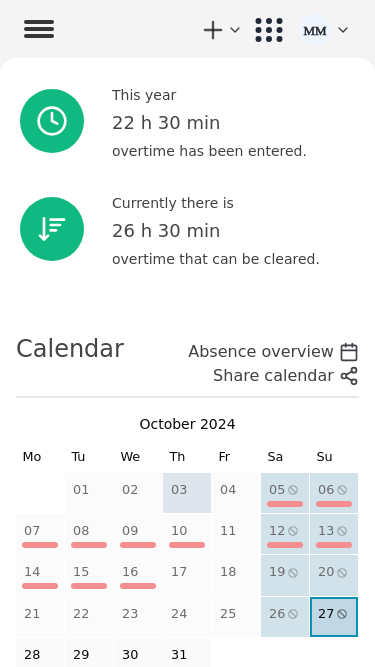 MM
This year
22 h 30 min
overtime has been entered.
Currently there is
26 h 30 min
overtime that can be cleared.
Calendar
Absence overview
Share calendar
October 2024
Mo Tu We Th Fr Sa Su
01 02 03 04 05 06
07 08 09 10 11 12 13
14 15 16 17 18 19 20
21 22 23 24 25 26 27
28 29 30 31